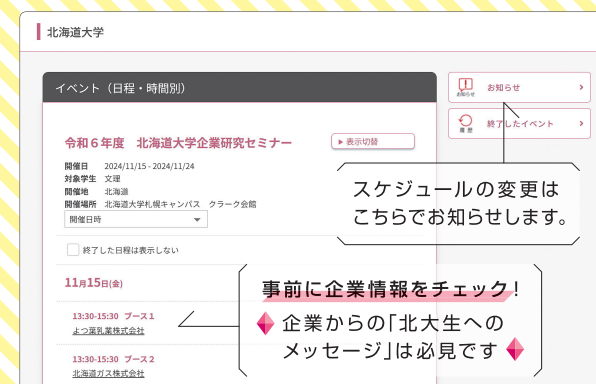 北海道大学
イベント（日程・時間別）
お知らせ
お知らせ
履歴
終了したイベント
令和６年度　北海道大学企業研究セミナー
表示切替
開催日　2024/11/15 - 2024/11/24
対象学生　文理
開催地　北海道
開催場所　北海道大学札幌キャンパス　クラーク会館
開催日時
スケジュールの変更は
こちらでお知らせします。
終了した日程は表示しない
11月15日(金)
事前に企業情報をチェック!
13:30-15:30 ブース１
よつ葉乳業株式会社
企業からの「北大生への
メッセージ」は必見です
13:30-15:30 ブース２
北海道ガス株式会社